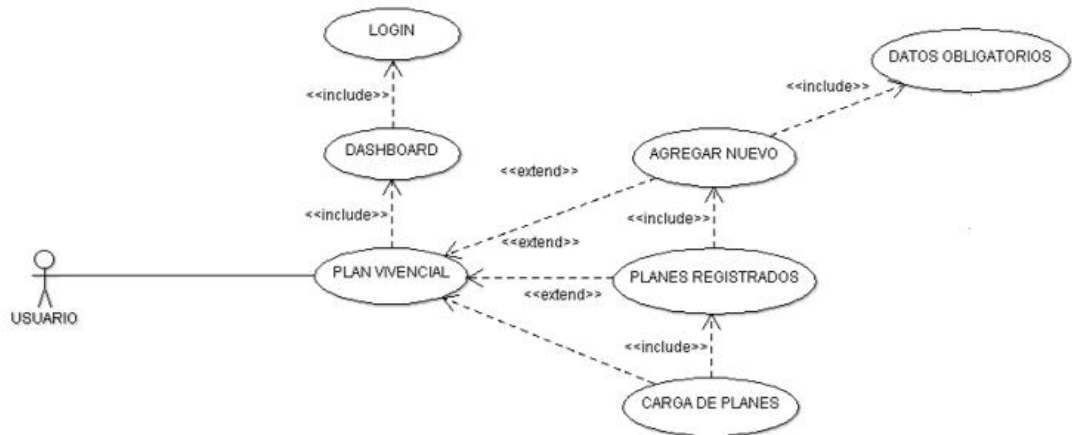 LOGIN
DATOS OBLIGATORIOS
<<include>>
<<include>>
DASHBOARD
AGREGAR NUEVO
<<extend>>
<<include>>
<<include>>
<<extend>>
PLAN VIVENCIAL
PLANES REGISTRADOS
<<extend>>
USUARIO
<<include>>
CARGA DE PLANES